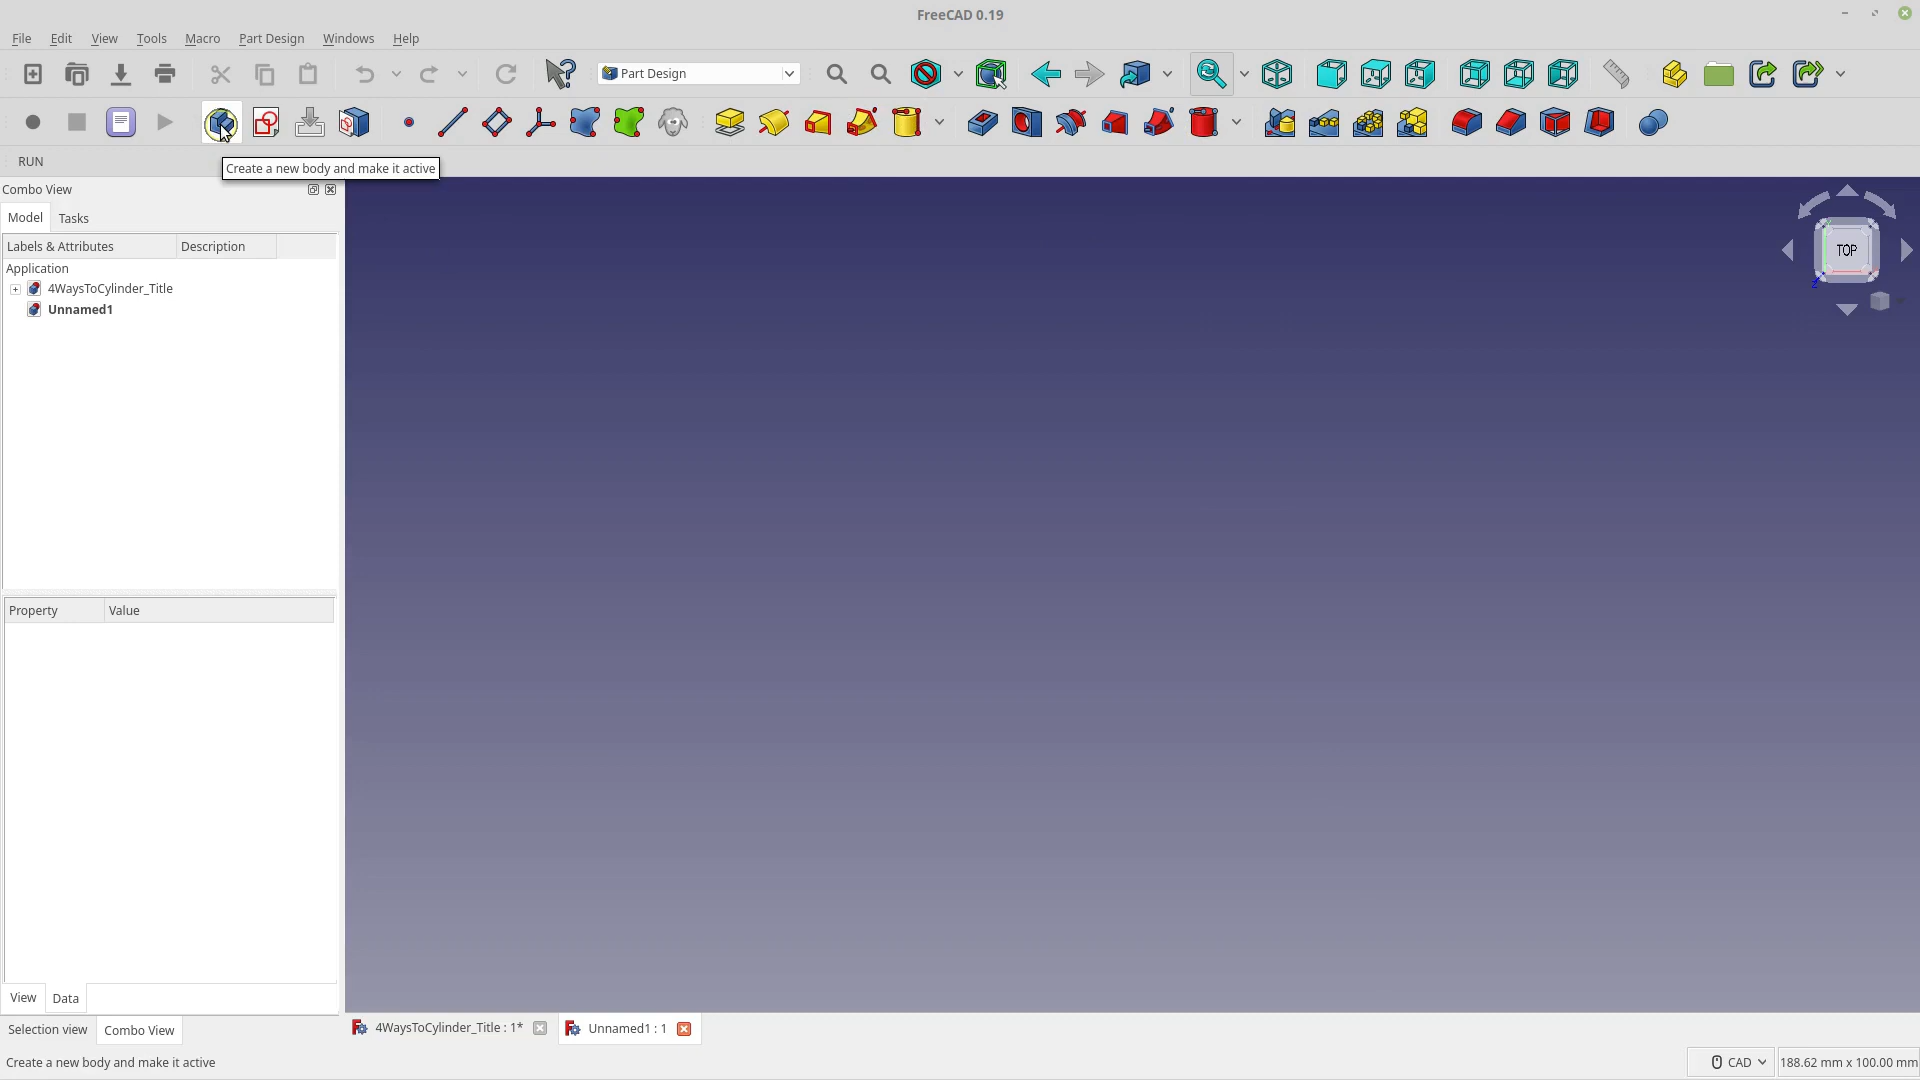 FreeCAD 0.19
File Edit View Tools Macro Part Design Windows Help
Part Design
RUN
Create a new body and make it active
Combo View
Model Tasks
Labels & Attributes Description
Application
4WaysToCylinder_Title
Unnamed1
TOP
Z
Property Value
View Data
Selection view Combo View
4WaysToCylinder_Title : 1*
Unnamed1 : 1
Create a new body and make it active
CAD
188.62 mm x 100.00 mm